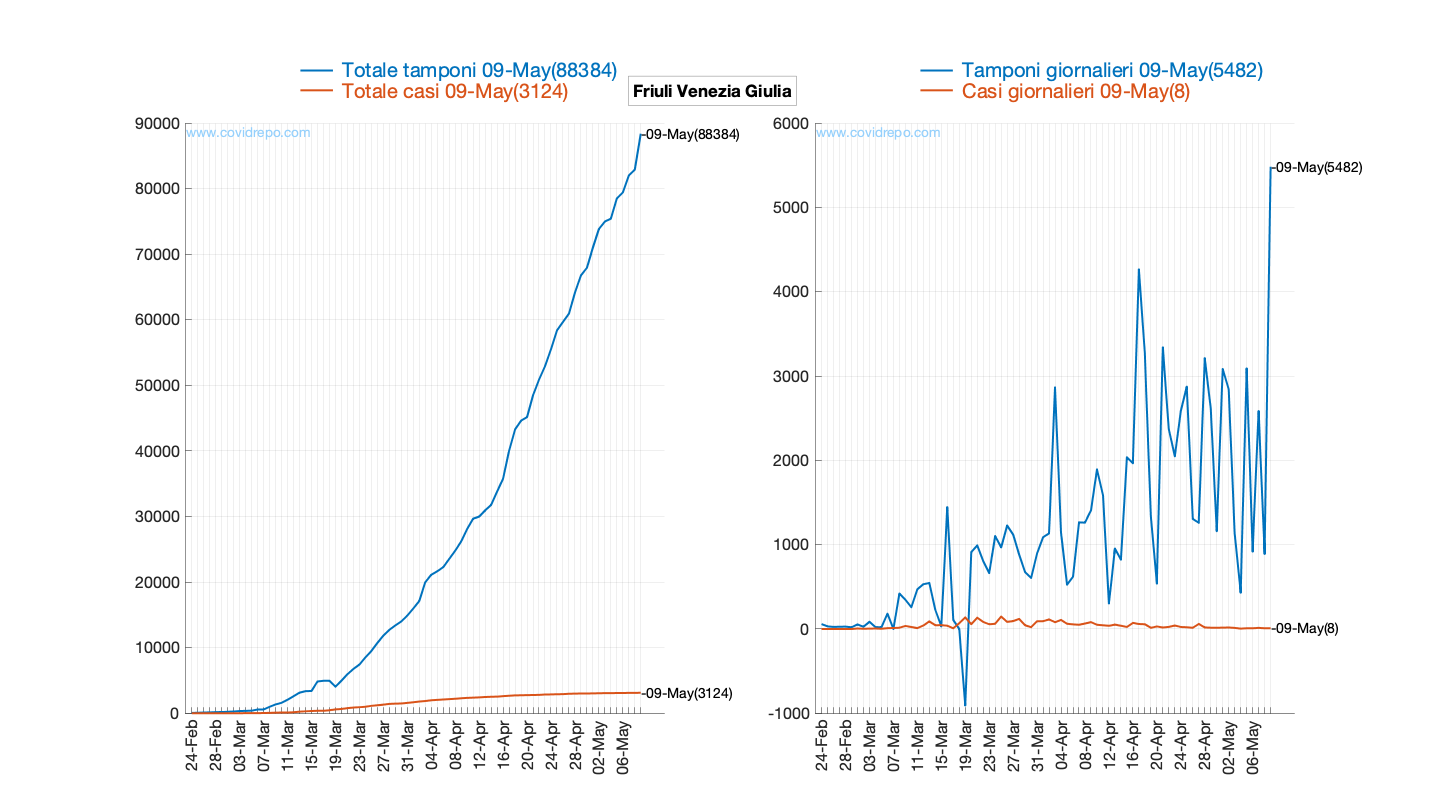 Totale tamponi 09-May(88384)
Totale casi 09-May(3124)
Friuli Venezia Giulia
Tamponi giornalieri 09-May(5482)
Casi giornalieri 09-May(8)
www.covidrepo.com
90000
80000
70000
60000
50000
40000
30000
20000
10000
0
-09-May(88384)
-09-May(3124)
24-Feb
28-Feb
03-Mar
07-Mar
11-Mar
15-Mar
19-Mar
23-Mar
27-Mar
31-Mar
04-Apr
08-Apr
12-Apr
16-Apr
20-Apr
24-Apr
28-Apr
02-May
06-May
www.covidrepo.com
6000
5000
4000
3000
2000
1000
0
-1000
-09-May(5482)
-09-May(8)
24-Feb
28-Feb
03-Mar
07-Mar
11-Mar
15-Mar
19-Mar
23-Mar
27-Mar
31-Mar
04-Apr
08-Apr
12-Apr
16-Apr
20-Apr
24-Apr
28-Apr
02-May
06-May